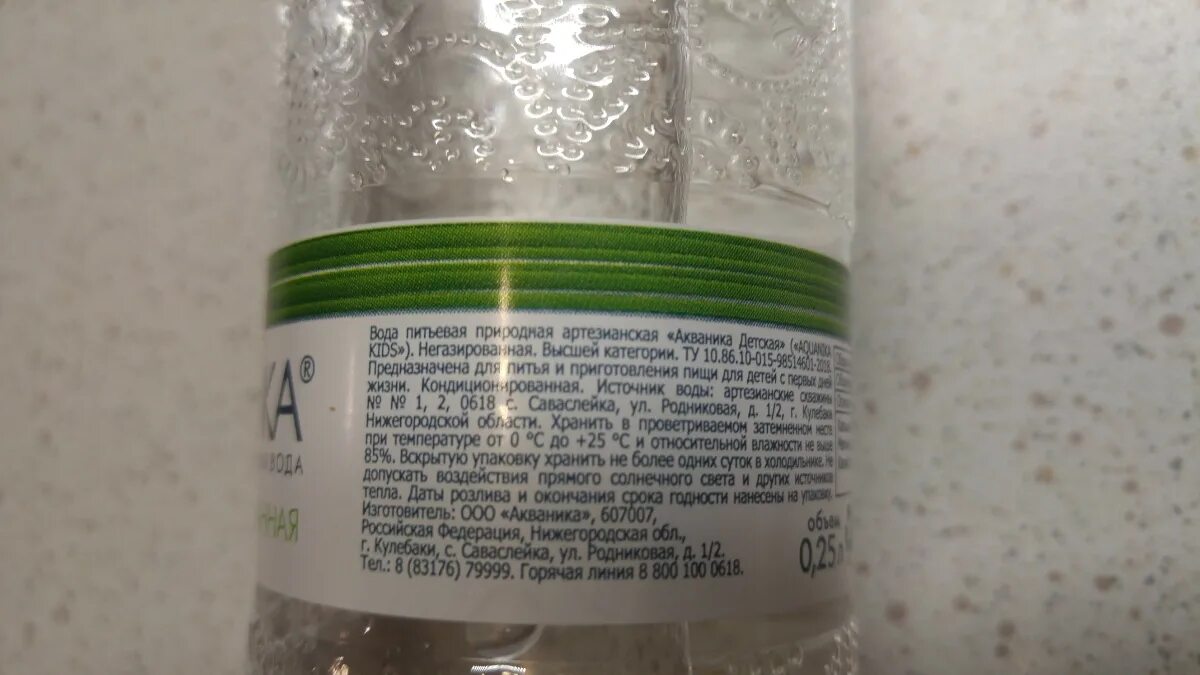 Вода питьевая природная артезианская «Акваника Детская» («AQUANIKA
KIDS»). Негазированная. Высшей категории. ТУ 10.86.10-015-98514601-2018.
Предназначена для питья и приготовления пищи для детей с первых дней
жизни. Кондиционированная. Источник воды: артезианские скважины
№ № 1, 2, 0618 с. Саваслейка, ул. Родниковая, д. 1/2, г. Кулебаки
Нижегородской области. Хранить в проветриваемом затемненном месте
при температуре от 0 °С до +25 °С и относительной влажности не выше
85%. Вскрытую упаковку хранить не более одних суток в холодильнике. Не
допускать воздействия прямого солнечного света и других источников
тепла. Даты розлива и окончания срока годности нанесены на упаковку.
Изготовитель: ООО «Акваника», 607007,
Российская Федерация, Нижегородская обл.,
г. Кулебаки, с. Саваслейка, ул. Родниковая, д. 1/2.
Тел.: 8 (83176) 79999. Горячая линия 8 800 100 0618.
КА®
ВОДА
ННАЯ
объем
0,25 л